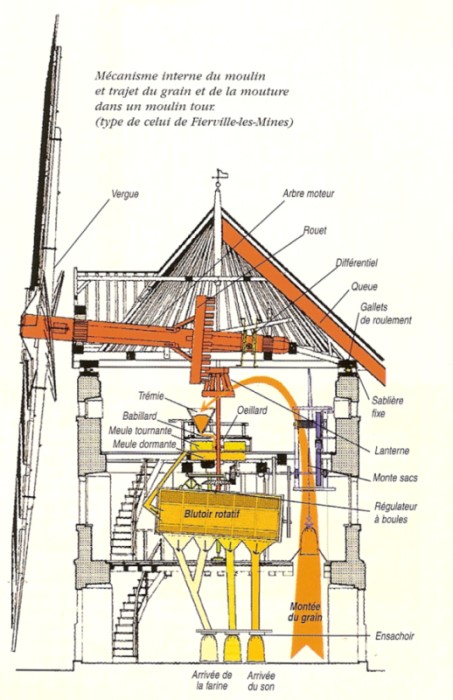 Mécanisme interne du moulin
et trajet du grain et de la mouture
dans un moulin tour.
(type de celui de Fierville-les-Mines)
Vergue
Arbre moteur
Rouet
Différentiel
Queue
Gallets
de roulement
Sablière
fixe
Trémie
Babillard
Oeillard
Meule tournante
Meule dormante
Lanterne
Monte sacs
Régulateur
à boules
Blutoir rotatif
Montée
du grain
Ensachoir
Arrivée de
la farine
Arrivée
du son